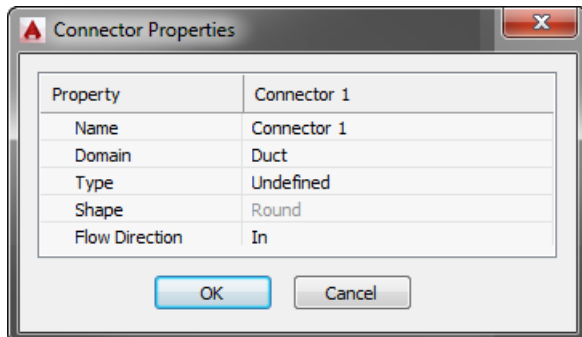 Connector Properties
Property Connector 1
Name Connector 1
Domain Duct
Type Undefined
Shape Round
Flow Direction In
OK Cancel